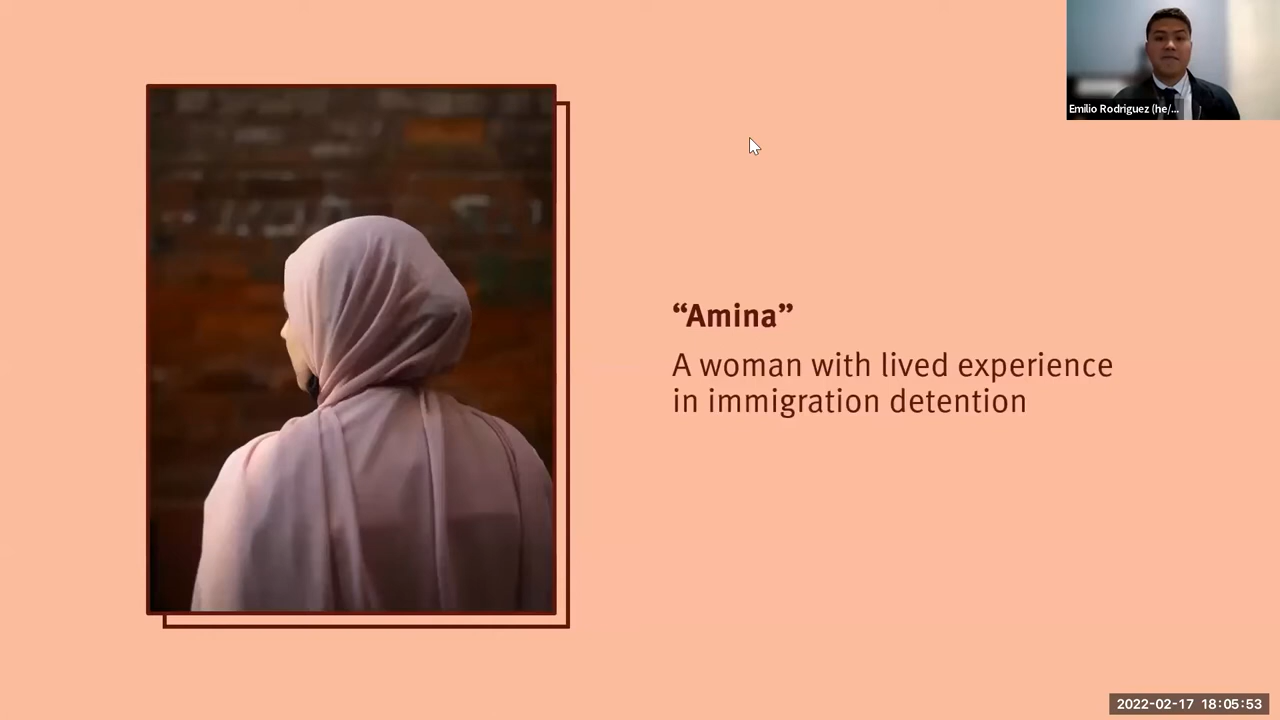 Emilio Rodriguez (he/...
“Amina”
A woman with lived experience
in immigration detention
2022-02-17 18:05:53